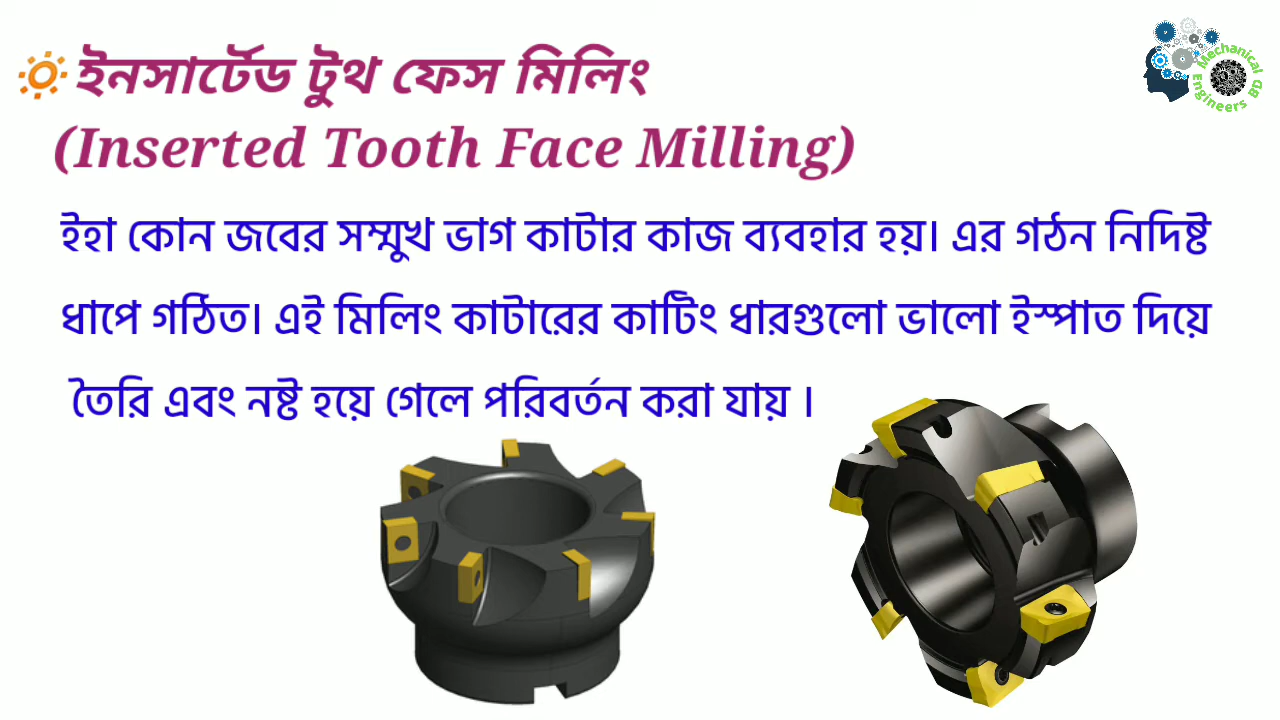 ইনসার্টেড টুথ ফেস মিলিং
(Inserted Tooth Face Milling)
ইহা কোন জবের সম্মুখ ভাগ কাটার কাজ ব্যবহার হয়। এর গঠন নিদিষ্ট
ধাপে গঠিত। এই মিলিং কাটারের কাটিং ধারগুলো ভালো ইস্পাত দিয়ে
তৈরি এবং নষ্ট হয়ে গেলে পরিবর্তন করা যায় ।
Mechanical
Engineers BD